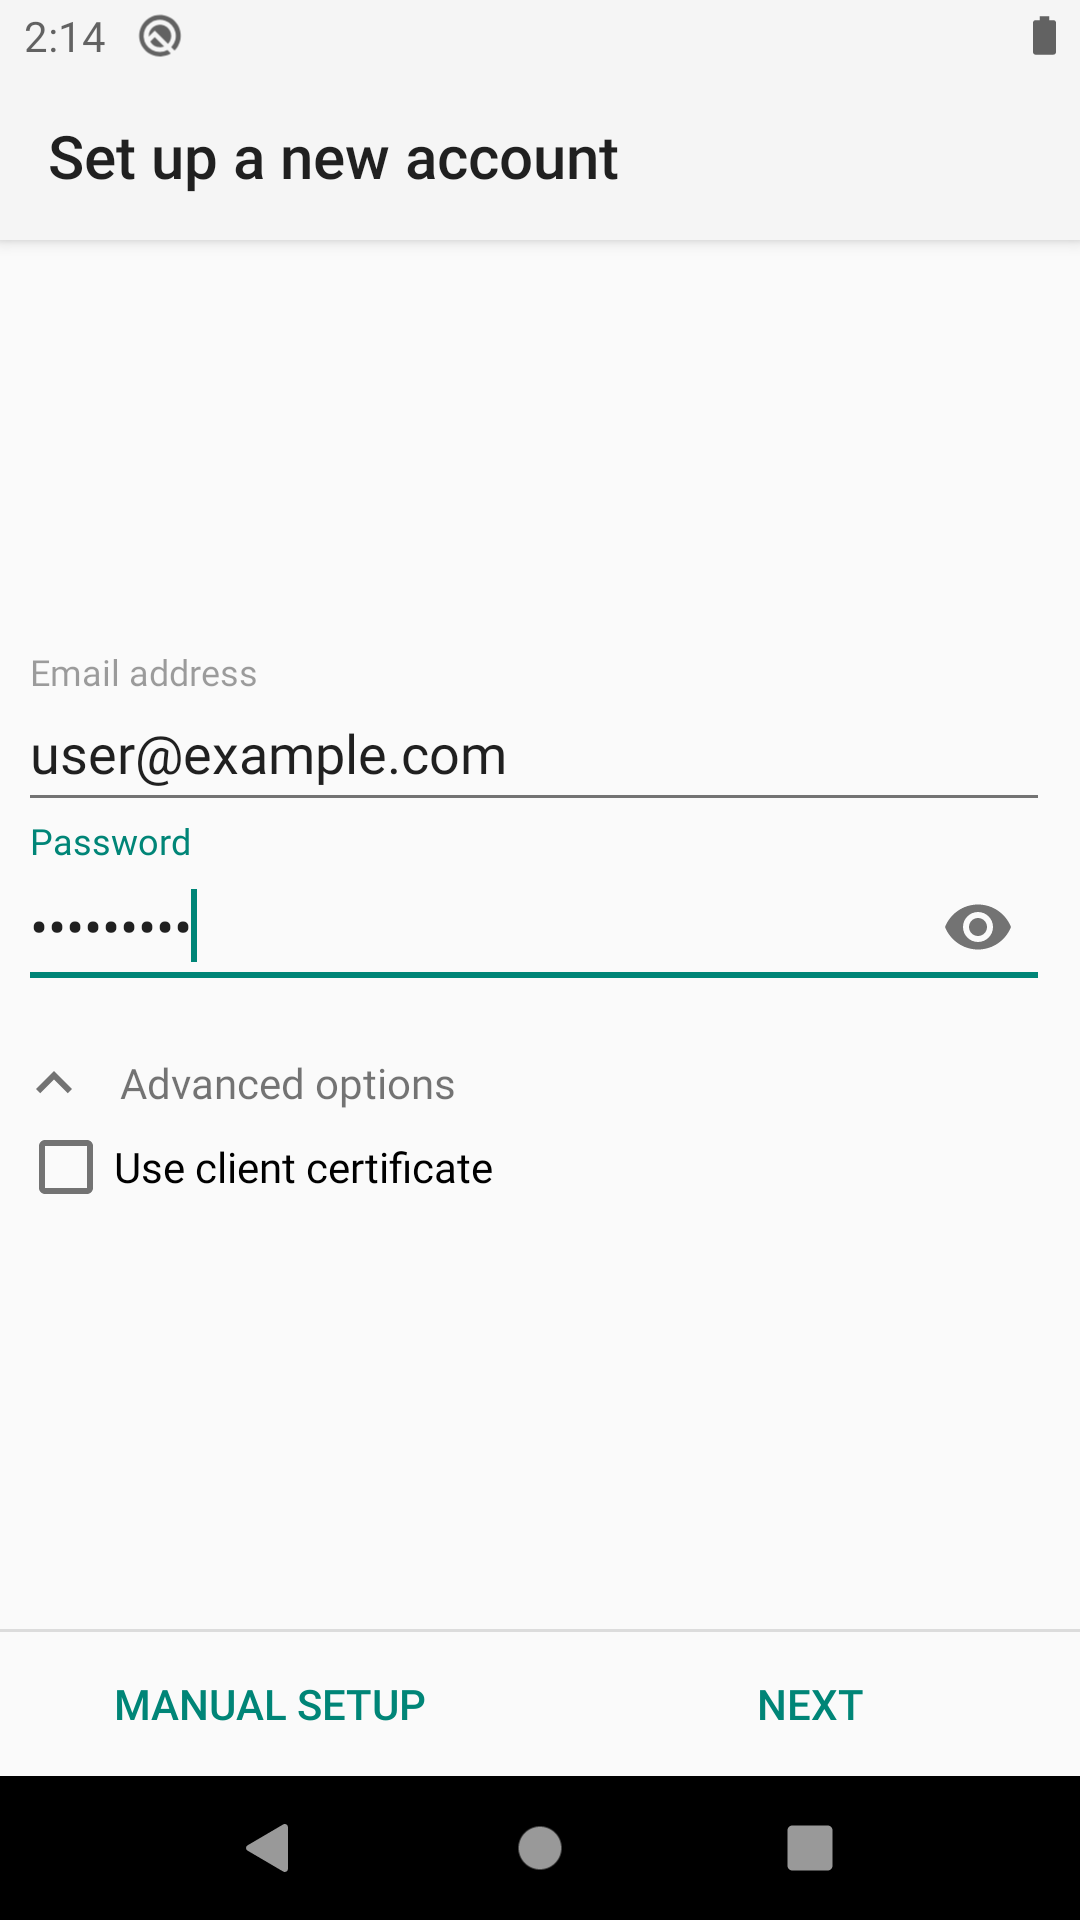 2:14
Set up a new account
Email address
user@example.com
Password
•••••••••
Advanced options
Use client certificate
MANUAL SETUP
NEXT